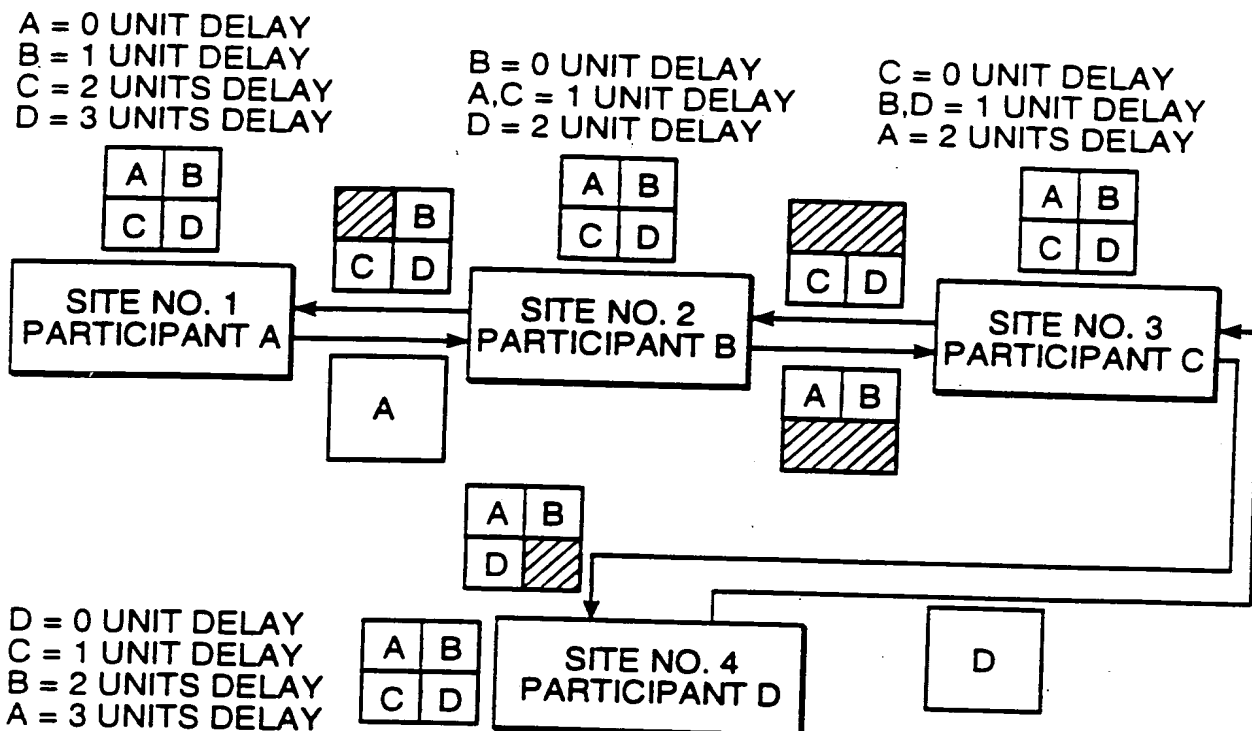 A = 0 UNIT DELAY
B = 1 UNIT DELAY
C = 2 UNITS DELAY
D = 3 UNITS DELAY
B = 0 UNIT DELAY
A,C = 1 UNIT DELAY
D = 2 UNIT DELAY
C = 0 UNIT DELAY
B,D = 1 UNIT DELAY
A = 2 UNITS DELAY
A B
C D
B
C D
A B
C D
C D
A B
C D
SITE NO. 1
PARTICIPANT A
SITE NO. 2
PARTICIPANT B
SITE NO. 3
PARTICIPANT C
A
A B
A B
D
D = 0 UNIT DELAY
C = 1 UNIT DELAY
B = 2 UNITS DELAY
A = 3 UNITS DELAY
A B
C D
SITE NO. 4
PARTICIPANT D
D